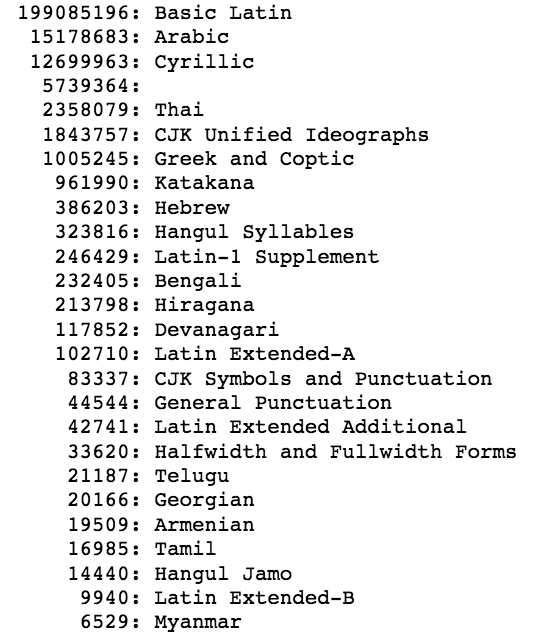 199085196: Basic Latin
15178683: Arabic
12699963: Cyrillic
5739364:
2358079: Thai
1843757: CJK Unified Ideographs
1005245: Greek and Coptic
961990: Katakana
386203: Hebrew
323816: Hangul Syllables
246429: Latin-1 Supplement
232405: Bengali
213798: Hiragana
117852: Devanagari
102710: Latin Extended-A
83337: CJK Symbols and Punctuation
44544: General Punctuation
42741: Latin Extended Additional
33620: Halfwidth and Fullwidth Forms
21187: Telugu
20166: Georgian
19509: Armenian
16985: Tamil
14440: Hangul Jamo
9940: Latin Extended-B
6529: Myanmar